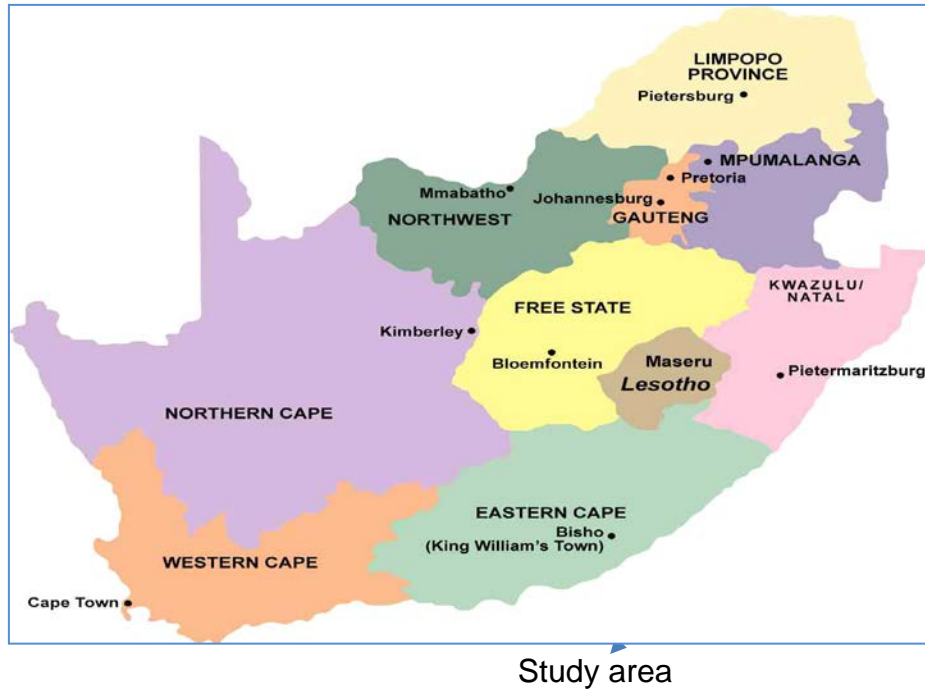 LIMPOPO
PROVINCE
Pietersburg
MPUMALANGA
Pretoria
Mmabatho
Johannesburg
NORTHWEST
GAUTENG
KWAZULU/
NATAL
FREE STATE
Kimberley
Bloemfontein
Maseru
Lesotho
Pietermaritzburg
NORTHERN CAPE
EASTERN CAPE
Bisho
(King William's Town)
WESTERN CAPE
Cape Town
Study area